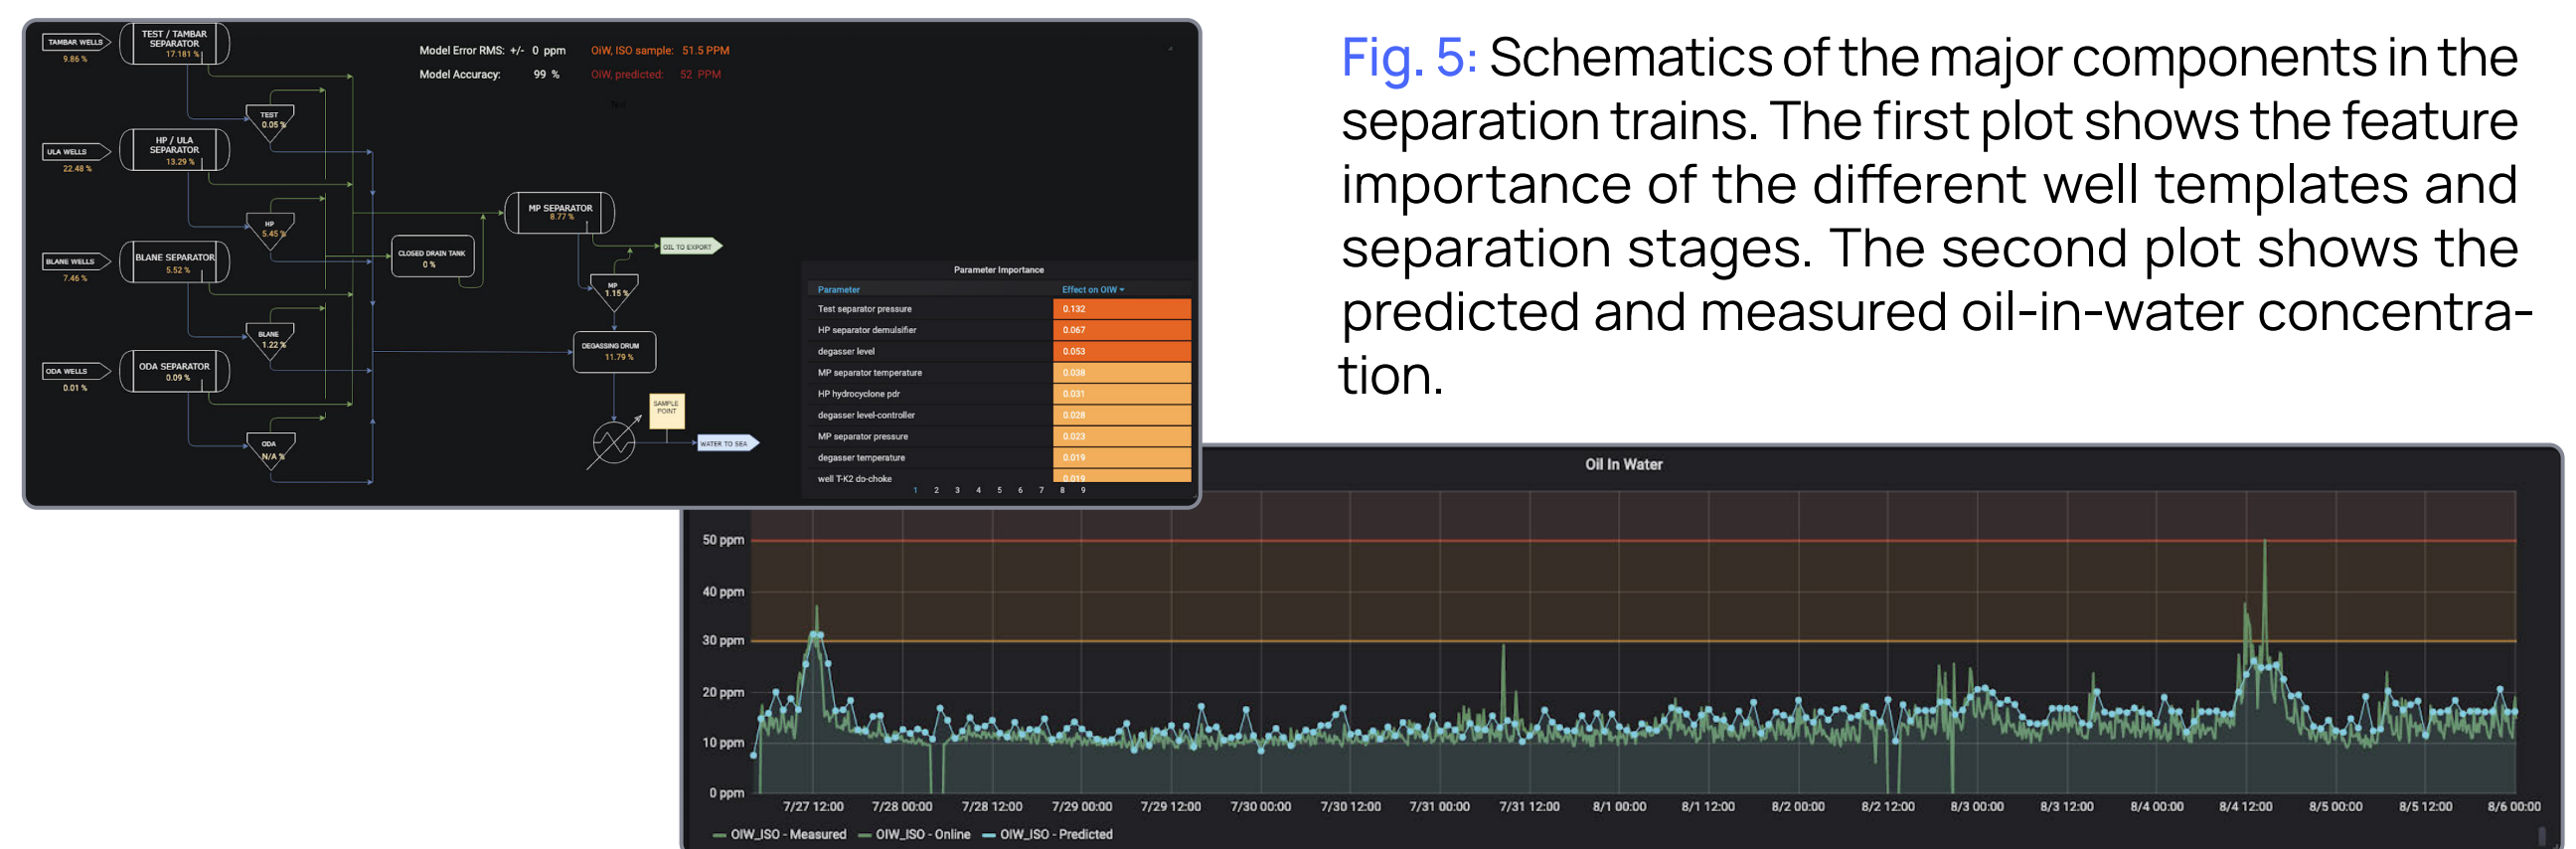 TAMBAR WELLS
9.86 %
TEST / TAMBAR
SEPARATOR
17.181 %
TEST
0.05 %
ULA WELLS
22.48 %
HP / ULA
SEPARATOR
13.29 %
HP
5.45 %
BLANE WELLS
7.46 %
BLANE SEPARATOR
5.52 %
BLANE
1.22 %
ODA WELLS
0.01 %
ODA SEPARATOR
0.09 %
ODA
N/A %
Model Error RMS: +/- 0 ppm
OiW, ISO sample: 51.5 PPM
Model Accuracy: 99 %
OiW, predicted: 52 PPM
Text
CLOSED DRAIN TANK
0 %
MP SEPARATOR
8.77 %
OIL TO EXPORT
MP
1.15 %
DEGASSING DRUM
11.79 %
SAMPLE
POINT
WATER TO SEA
Parameter Importance
Parameter Effect on OIW
Test separator pressure 0.132
HP separator demulsifier 0.067
degasser level 0.053
MP separator temperature 0.038
HP hydrocyclone pdr 0.031
degasser level-controller 0.028
MP separator pressure 0.023
degasser temperature 0.019
well T-K2 do-choke 0.019
1 2 3 4 5 6 7 8 9
Fig. 5: Schematics of the major components in the
separation trains. The first plot shows the feature
importance of the different well templates and
separation stages. The second plot shows the
predicted and measured oil-in-water concentra-
tion.
Oil In Water
50 ppm
40 ppm
30 ppm
20 ppm
10 ppm
0 ppm
7/27 12:00 7/28 00:00 7/28 12:00 7/29 00:00 7/29 12:00 7/30 00:00 7/30 12:00 7/31 00:00 7/31 12:00 8/1 00:00 8/1 12:00 8/2 00:00 8/2 12:00 8/3 00:00 8/3 12:00 8/4 00:00 8/4 12:00 8/5 00:00 8/5 12:00 8/6 00:00
OIW_ISO - Measured OIW_ISO - Online OIW_ISO - Predicted